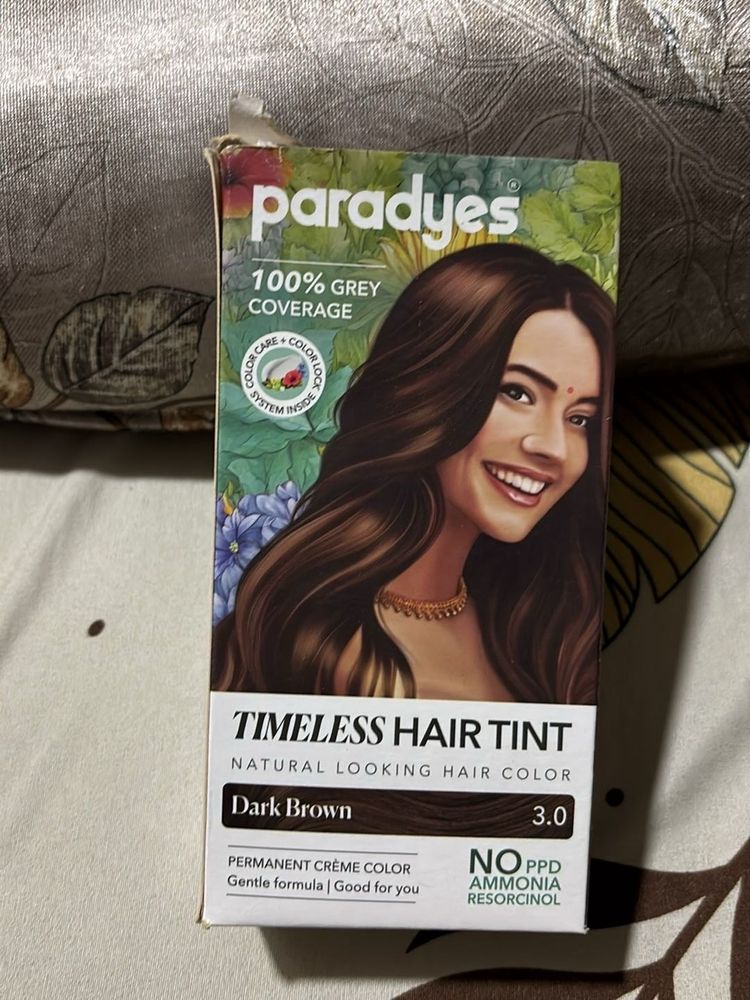 paradyes®
100% GREY
COVERAGE
COLOR CARE + COLOR LOCK
SYSTEM INSIDE
TIMELESS HAIR TINT
NATURAL LOOKING HAIR COLOR
Dark Brown 3.0
PERMANENT CRÈME COLOR
Gentle formula | Good for you
NO PPD
AMMONIA
RESORCINOL